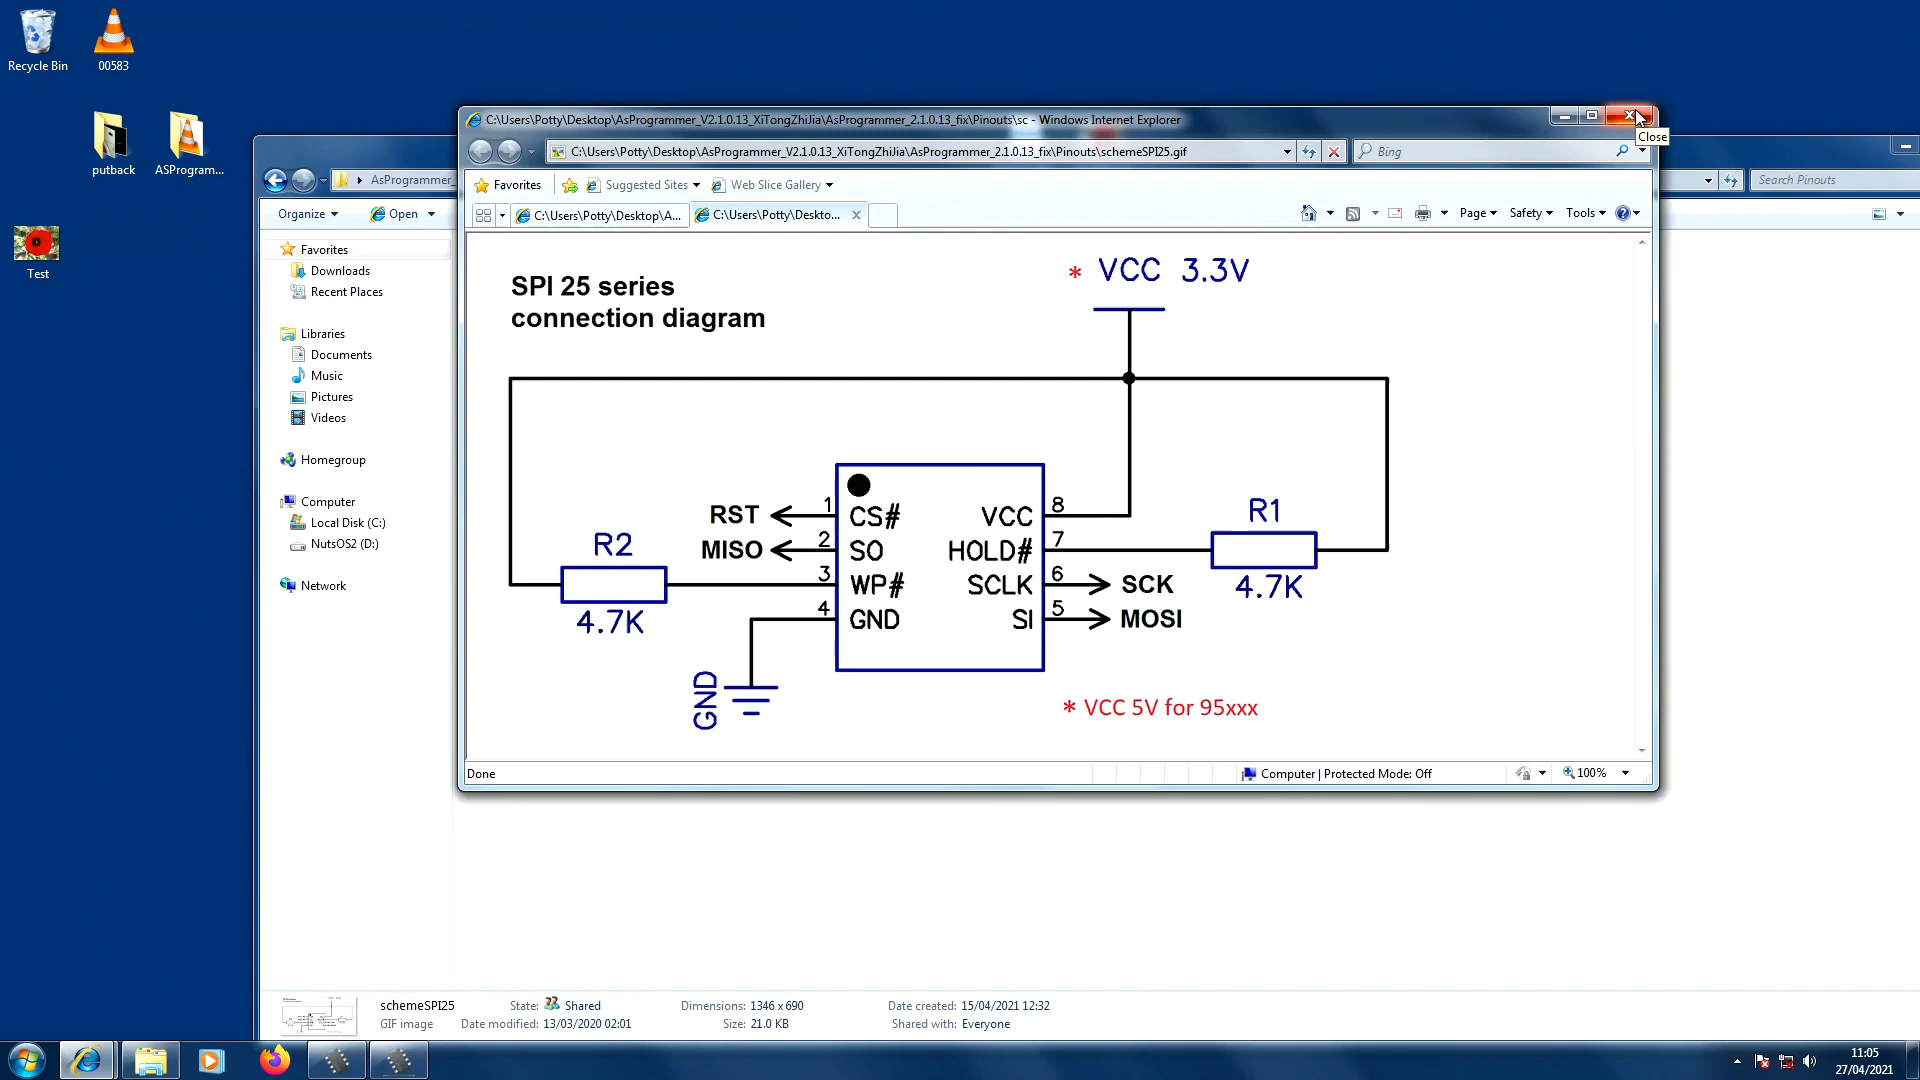 Recycle Bin
00583
putback
ASProgram...
Test
C:\Users\Potty\Desktop\AsProgrammer_V2.1.0.13_XiTongZhiJia\AsProgrammer_2.1.0.13_fix\Pinouts\sc - Windows Internet Explorer
Close
C:\Users\Potty\Desktop\AsProgrammer_V2.1.0.13_XiTongZhiJia\AsProgrammer_2.1.0.13_fix\Pinouts\schemeSPI25.gif
Bing
Favorites
Suggested Sites
Web Slice Gallery
C:\Users\Potty\Desktop\A...
C:\Users\Potty\Deskto...
Page
Safety
Tools
AsProgrammer_
Search Pinouts
Organize
Open
Favorites
Downloads
Recent Places
Libraries
Documents
Music
Pictures
Videos
Homegroup
Computer
Local Disk (C:)
NutsOS2 (D:)
Network
SPI 25 series
connection diagram
* VCC 3.3V
RST
1
CS#
MISO
2
SO
3
WP#
4
GND
VCC
8
HOLD#
7
SCLK
6
SCK
SI
5
MOSI
R2
4.7K
R1
4.7K
GND
* VCC 5V for 95xxx
Done
Computer | Protected Mode: Off
100%
schemeSPI25
GIF image
State: Shared
Date modified: 13/03/2020 02:01
Dimensions: 1346 x 690
Size: 21.0 KB
Date created: 15/04/2021 12:32
Shared with: Everyone
11:05
27/04/2021